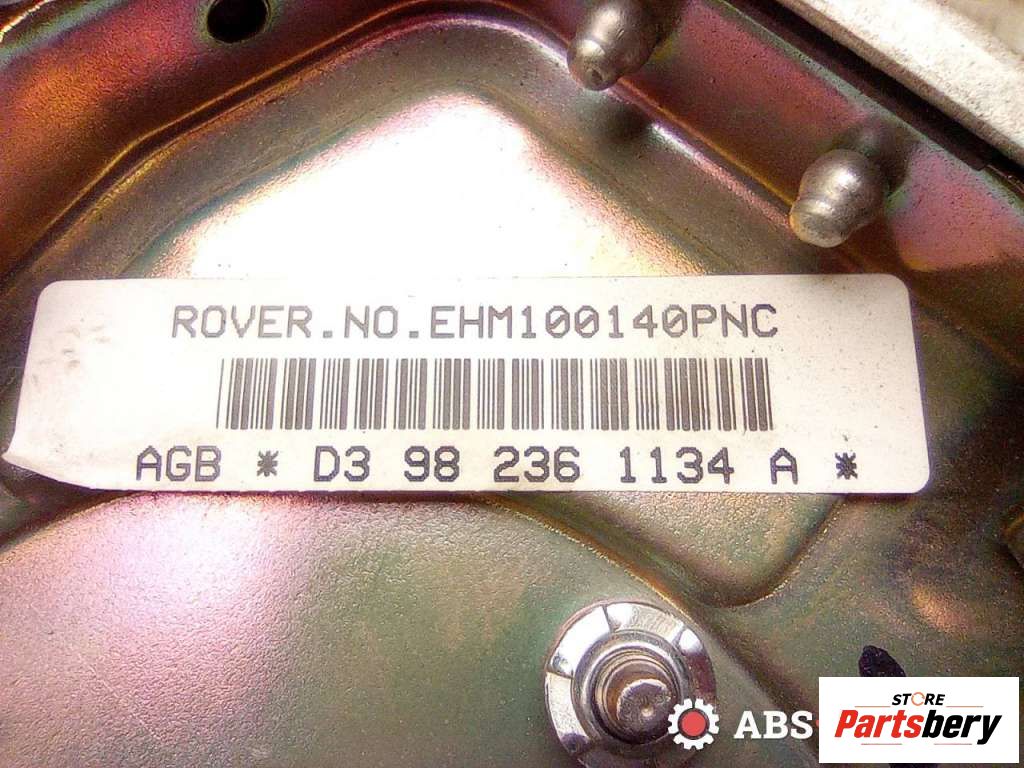 ROVER.NO.EHM100140PNC
AGB * D3 98 236 1134 A *
ABS
STORE
Partsbery